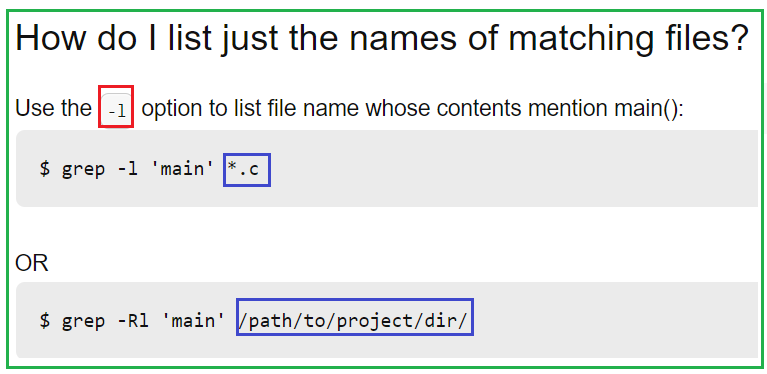 How do I list just the names of matching files?
Use the -l option to list file name whose contents mention main():
$ grep -l 'main' *.c
OR
$ grep -Rl 'main' /path/to/project/dir/